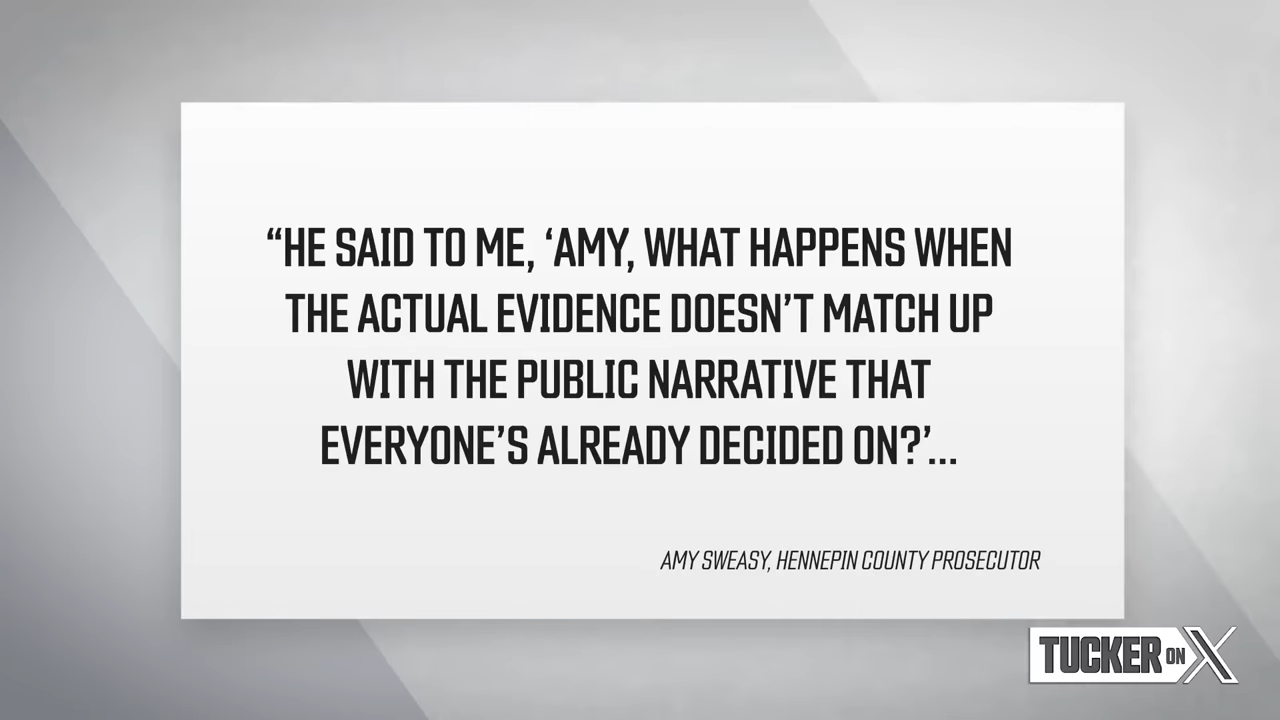 “HE SAID TO ME, ‘AMY, WHAT HAPPENS WHEN
THE ACTUAL EVIDENCE DOESN’T MATCH UP
WITH THE PUBLIC NARRATIVE THAT
EVERYONE’S ALREADY DECIDED ON?’...
AMY SWEASY, HENNEPIN COUNTY PROSECUTOR
TUCKER ON X